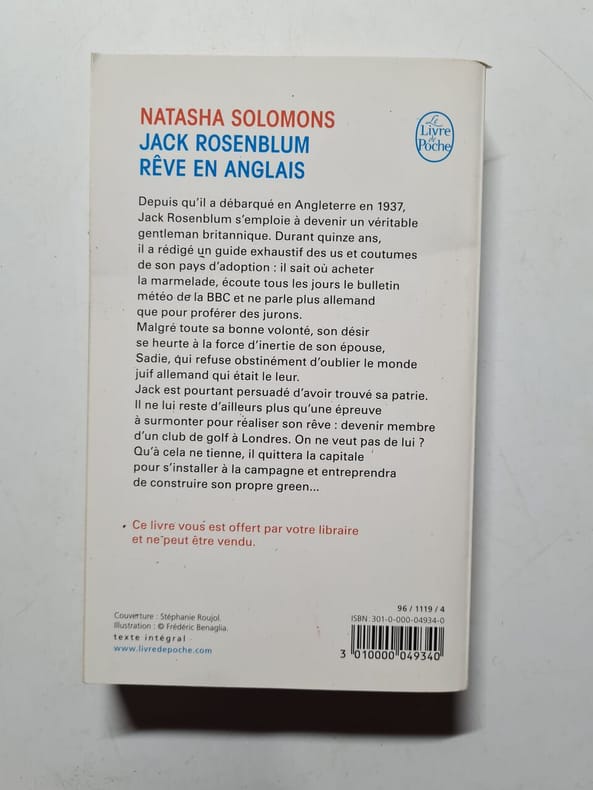 NATASHA SOLOMONS
JACK ROSENBLUM
RÊVE EN ANGLAIS
Le
Livre
de
Poche
Depuis qu'il a débarqué en Angleterre en 1937,
Jack Rosenblum s'emploie à devenir un véritable
gentleman britannique. Durant quinze ans,
il a rédigé un guide exhaustif des us et coutumes
de son pays d'adoption : il sait où acheter
la marmelade, écoute tous les jours le bulletin
météo de la BBC et ne parle plus allemand
que pour proférer des jurons.
Malgré toute sa bonne volonté, son désir
se heurte à la force d'inertie de son épouse,
Sadie, qui refuse obstinément d'oublier le monde
juif allemand qui était le leur.
Jack est pourtant persuadé d'avoir trouvé sa patrie.
Il ne lui reste d'ailleurs plus qu'une épreuve
à surmonter pour réaliser son rêve : devenir membre
d'un club de golf à Londres. On ne veut pas de lui ?
Qu'à cela ne tienne, il quittera la capitale
pour s'installer à la campagne et entreprendra
de construire son propre green...
Ce livre vous est offert par votre libraire
et ne peut être vendu.
Couverture : Stéphanie Roujol.
Illustration : © Frédéric Benaglia.
texte intégral
www.livredepoche.com
96 / 1119 / 4
ISBN: 301-0-000-04934-0
3 010000 049340